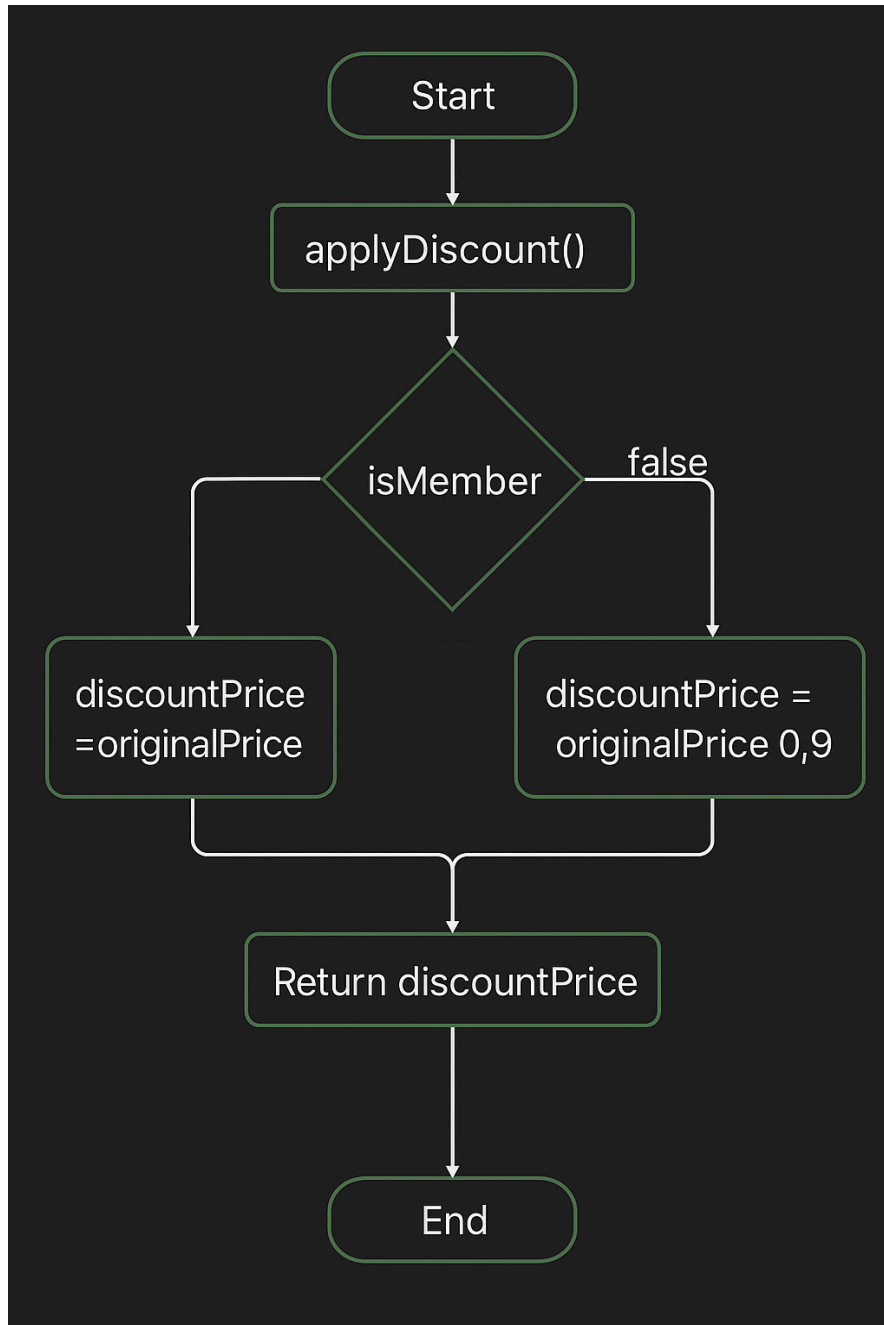 Start
applyDiscount()
isMember
false
discountPrice
=originalPrice
discountPrice =
originalPrice 0,9
Return discountPrice
End